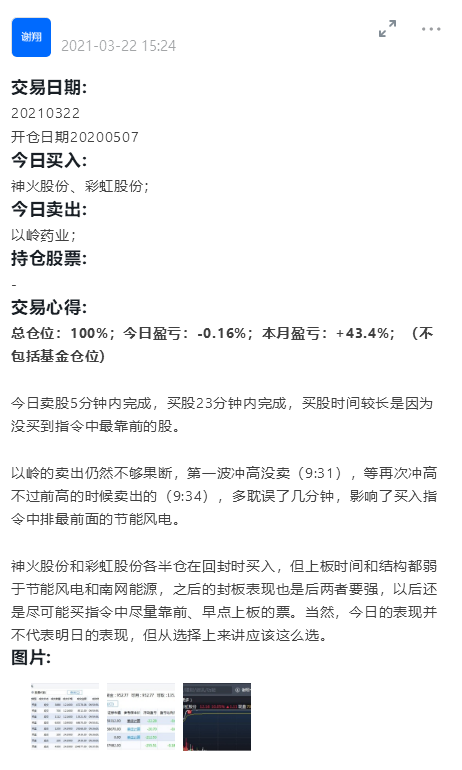 谢翔
2021-03-22 15:24
交易日期:
20210322
开仓日期20200507
今日买入:
神火股份、彩虹股份；
今日卖出:
以岭药业；
持仓股票:
-
交易心得:
总仓位：100%；今日盈亏：-0.16%；本月盈亏：+43.4%；（不
包括基金仓位）
今日卖股5分钟内完成，买股23分钟内完成，买股时间较长是因为
没买到指令中最靠前的股。
以岭的卖出仍然不够果断，第一波冲高没卖（9:31），等再次冲高
不过前高的时候卖出的（9:34），多耽误了几分钟，影响了买入指
令中排最前面的节能风电。
神火股份和彩虹股份各半仓在回封时买入，但上板时间和结构都弱
于节能风电和南网能源，之后的封板表现也是后两者要强，以后还
是尽可能买指令中尽量靠前、早点上板的票。当然，今日的表现并
不代表明日的表现，但从选择上来讲应该这么选。
图片: